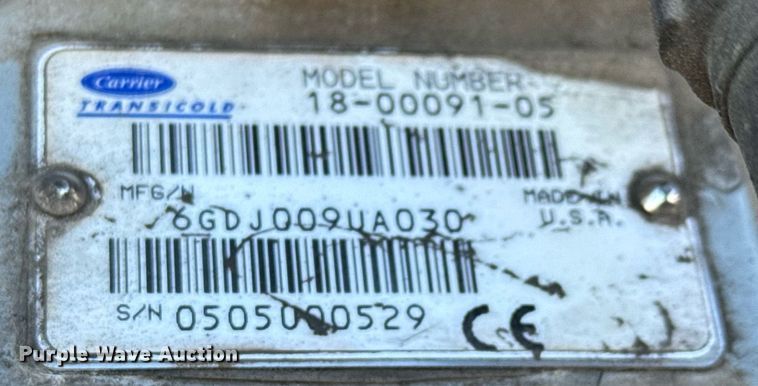 Carrier
TRANSICOLD
MODEL NUMBER
18-00091-05
MFG/N
MADE IN
6GDJ009UA030
U.S.A.
S/N 0505000529
CE
Purple Wave Auction